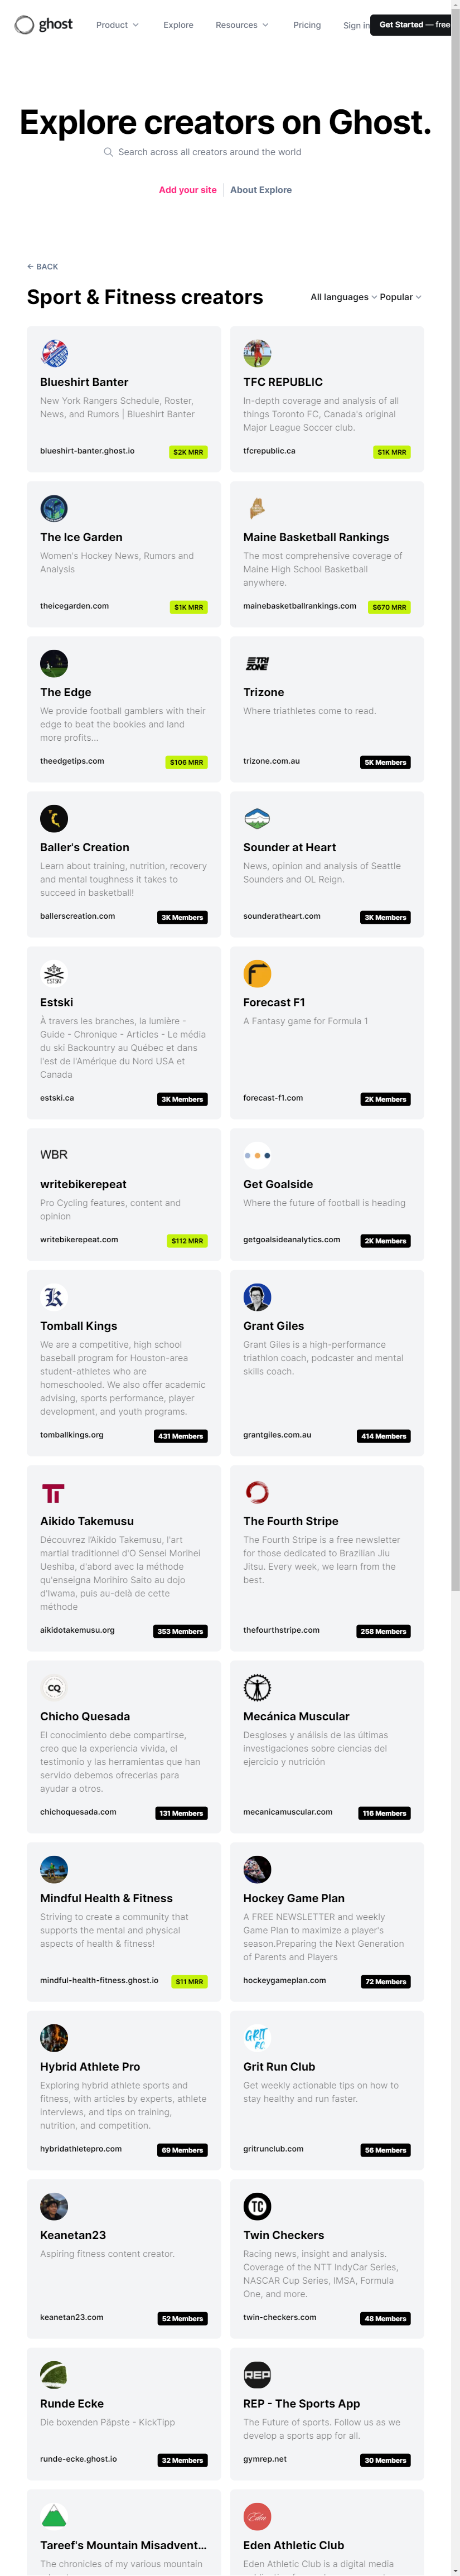 ghost
Product
Explore
Resources
Pricing
Sign in
Get Started — free
Explore creators on Ghost.
Search across all creators around the world
Add your site
About Explore
← BACK
Sport & Fitness creators
All languages
Popular
Blueshirt Banter
New York Rangers Schedule, Roster,
News, and Rumors | Blueshirt Banter
blueshirt-banter.ghost.io
$2K MRR
TFC REPUBLIC
In-depth coverage and analysis of all
things Toronto FC, Canada's original
Major League Soccer club.
tfcrepublic.ca
$1K MRR
The Ice Garden
Women's Hockey News, Rumors and
Analysis
theicegarden.com
$1K MRR
Maine Basketball Rankings
The most comprehensive coverage of
Maine High School Basketball
anywhere.
mainebasketballrankings.com
$670 MRR
The Edge
We provide football gamblers with their
edge to beat the bookies and land
more profits...
theedgetips.com
$106 MRR
TRI
ZONE
Trizone
Where triathletes come to read.
trizone.com.au
5K Members
Baller's Creation
Learn about training, nutrition, recovery
and mental toughness it takes to
succeed in basketball!
ballerscreation.com
3K Members
Sounder at Heart
News, opinion and analysis of Seattle
Sounders and OL Reign.
sounderatheart.com
3K Members
ESTSKI
Estski
À travers les branches, la lumière -
Guide - Chronique - Articles - Le média
du ski Backountry au Québec et dans
l'est de l'Amérique du Nord USA et
Canada
estski.ca
3K Members
Forecast F1
A Fantasy game for Formula 1
forecast-f1.com
2K Members
WBR
writebikerepeat
Pro Cycling features, content and
opinion
writebikerepeat.com
$112 MRR
Get Goalside
Where the future of football is heading
getgoalsideanalytics.com
2K Members
Tomball Kings
We are a competitive, high school
baseball program for Houston-area
student-athletes who are
homeschooled. We also offer academic
advising, sports performance, player
development, and youth programs.
tomballkings.org
431 Members
Grant Giles
Grant Giles is a high-performance
triathlon coach, podcaster and mental
skills coach.
grantgiles.com.au
414 Members
Aikido Takemusu
Découvrez l'Aïkido Takemusu, l'art
martial traditionnel d'O Sensei Morihei
Ueshiba, d'abord avec la méthode
qu'enseigna Morihiro Saito au dojo
d'Iwama, puis au-delà de cette
méthode
aikidotakemusu.org
353 Members
The Fourth Stripe
The Fourth Stripe is a free newsletter
for those dedicated to Brazilian Jiu
Jitsu. Every week, we learn from the
best.
thefourthstripe.com
258 Members
CQ
Chicho Quesada
El conocimiento debe compartirse,
creo que la experiencia vivida, el
testimonio y las herramientas que han
servido debemos ofrecerlas para
ayudar a otros.
chichoquesada.com
131 Members
Mecánica Muscular
Desgloses y análisis de las últimas
investigaciones sobre ciencias del
ejercicio y nutrición
mecanicamuscular.com
116 Members
Mindful Health & Fitness
Striving to create a community that
supports the mental and physical
aspects of health & fitness!
mindful-health-fitness.ghost.io
$11 MRR
Hockey Game Plan
A FREE NEWSLETTER and weekly
Game Plan to maximize a player's
season.Preparing the Next Generation
of Parents and Players
hockeygameplan.com
72 Members
Hybrid Athlete Pro
Exploring hybrid athlete sports and
fitness, with articles by experts, athlete
interviews, and tips on training,
nutrition, and competition.
hybridathletepro.com
69 Members
GRIT
RC
Grit Run Club
Get weekly actionable tips on how to
stay healthy and run faster.
gritrunclub.com
56 Members
Keanetan23
Aspiring fitness content creator.
keanetan23.com
52 Members
TC
Twin Checkers
Racing news, insight and analysis.
Coverage of the NTT IndyCar Series,
NASCAR Cup Series, IMSA, Formula
One, and more.
twin-checkers.com
48 Members
Runde Ecke
Die boxenden Päpste - KickTipp
runde-ecke.ghost.io
32 Members
REP
REP - The Sports App
The Future of sports. Follow us as we
develop a sports app for all.
gymrep.net
30 Members
Tareef's Mountain Misadvent...
The chronicles of my various mountain
Eden
Eden Athletic Club
Eden Athletic Club is a digital media